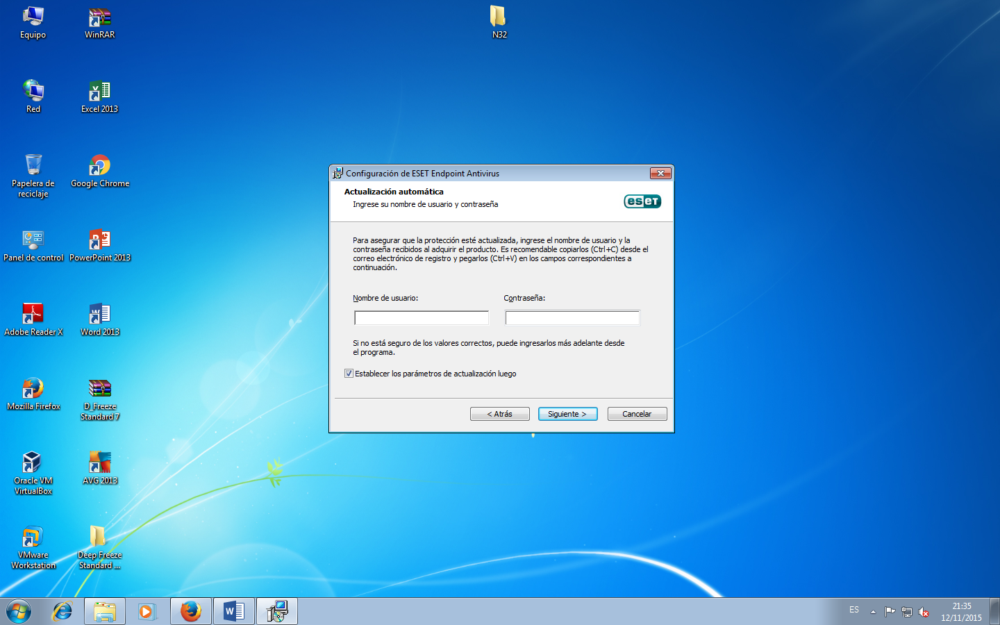 Equipo
WinRAR
N32
Red
Excel 2013
Papelera de
reciclaje
Google Chrome
Panel de control
PowerPoint 2013
Adobe Reader X
Word 2013
Mozilla Firefox
D_Freeze
Standard 7
Oracle VM
VirtualBox
AVG 2013
VMware
Workstation
Deep Freeze
Standard ...
Configuración de ESET Endpoint Antivirus
Actualización automática
Ingrese su nombre de usuario y contraseña
eseT
Para asegurar que la protección esté actualizada, ingrese el nombre de usuario y la
contraseña recibidos al adquirir el producto. Es recomendable copiarlos (Ctrl+C) desde el
correo electrónico de registro y pegarlos (Ctrl+V) en los campos correspondientes a
continuación.
Nombre de usuario:
Contraseña:
Si no está seguro de los valores correctos, puede ingresarlos más adelante desde
el programa.
Establecer los parámetros de actualización luego
< Atrás
Siguiente >
Cancelar
ES
21:35
12/11/2015